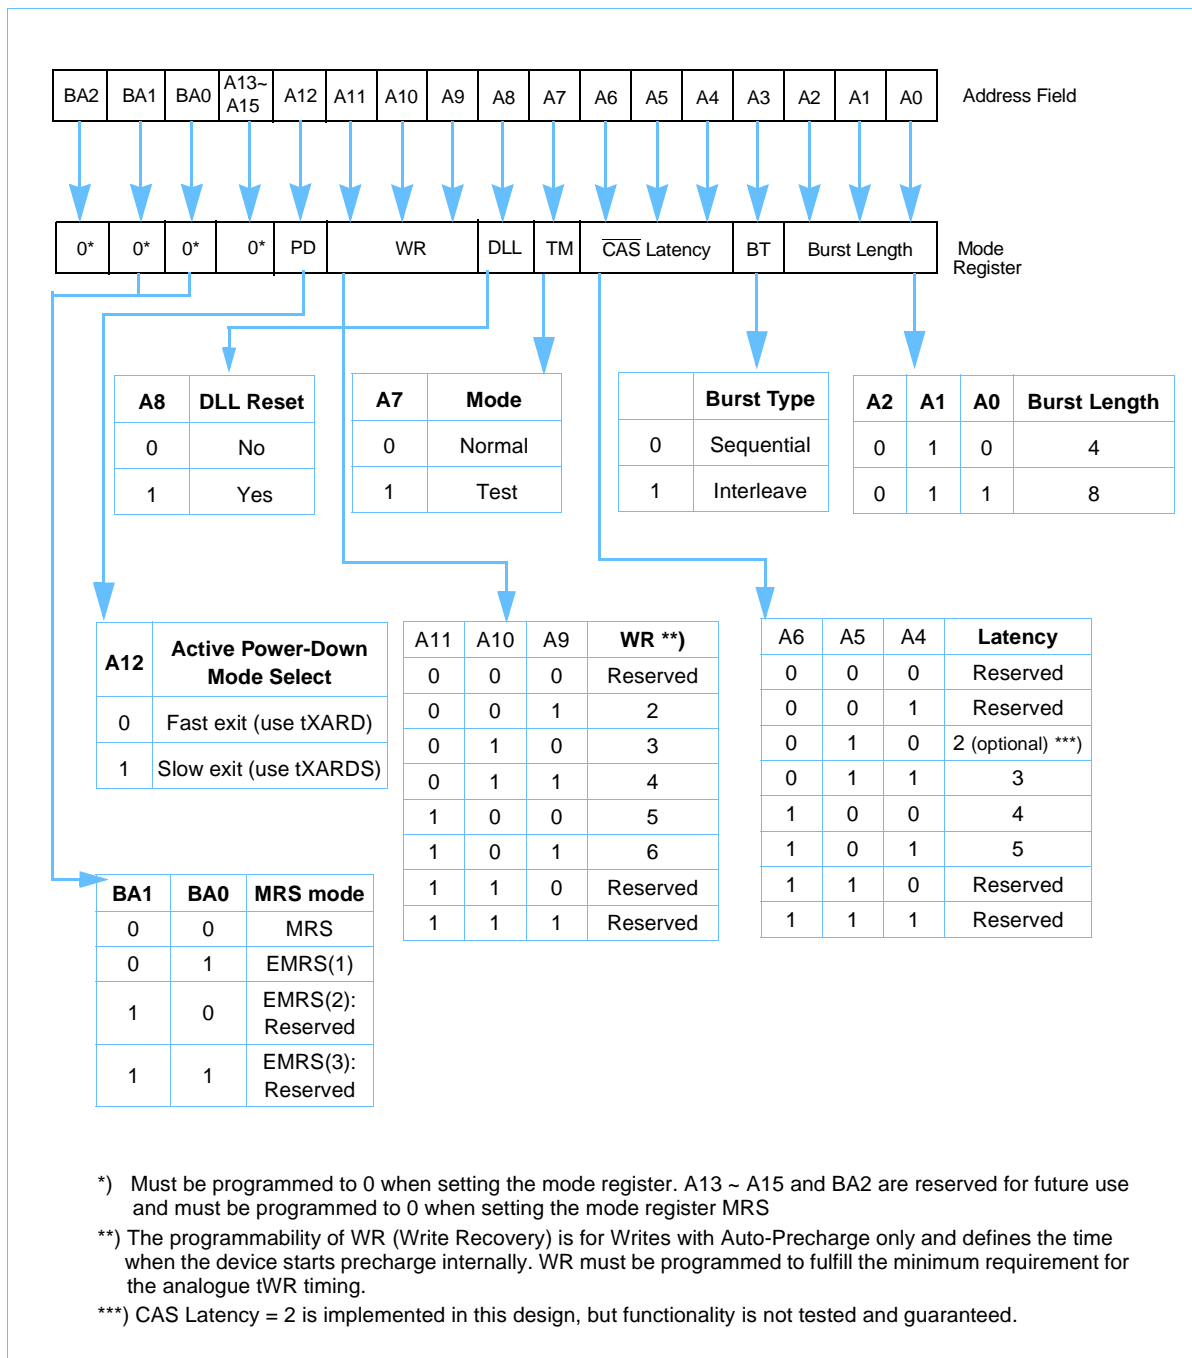 BA2 BA1 BA0 A13~ A12 A11 A10 A9 A8 A7 A6 A5 A4 A3 A2 A1 A0 Address Field
A15
0* 0* 0* 0* PD WR DLL TM CAS Latency BT Burst Length Mode
Register
A8 DLL Reset
0 No
1 Yes
A7 Mode
0 Normal
1 Test
Burst Type
0 Sequential
1 Interleave
A2 A1 A0 Burst Length
0 1 0 4
0 1 1 8
A12 Active Power-Down
Mode Select
0 Fast exit (use tXARD)
1 Slow exit (use tXARDS)
A11 A10 A9 WR **)
0 0 0 Reserved
0 0 1 2
0 1 0 3
0 1 1 4
1 0 0 5
1 0 1 6
1 1 0 Reserved
1 1 1 Reserved
A6 A5 A4 Latency
0 0 0 Reserved
0 0 1 Reserved
0 1 0 2 (optional) ***)
0 1 1 3
1 0 0 4
1 0 1 5
1 1 0 Reserved
1 1 1 Reserved
BA1 BA0 MRS mode
0 0 MRS
0 1 EMRS(1)
1 0 EMRS(2):
Reserved
1 1 EMRS(3):
Reserved
*) Must be programmed to 0 when setting the mode register. A13 ~ A15 and BA2 are reserved for future use
and must be programmed to 0 when setting the mode register MRS
**) The programmability of WR (Write Recovery) is for Writes with Auto-Precharge only and defines the time
when the device starts precharge internally. WR must be programmed to fulfill the minimum requirement for
the analogue tWR timing.
***) CAS Latency = 2 is implemented in this design, but functionality is not tested and guaranteed.